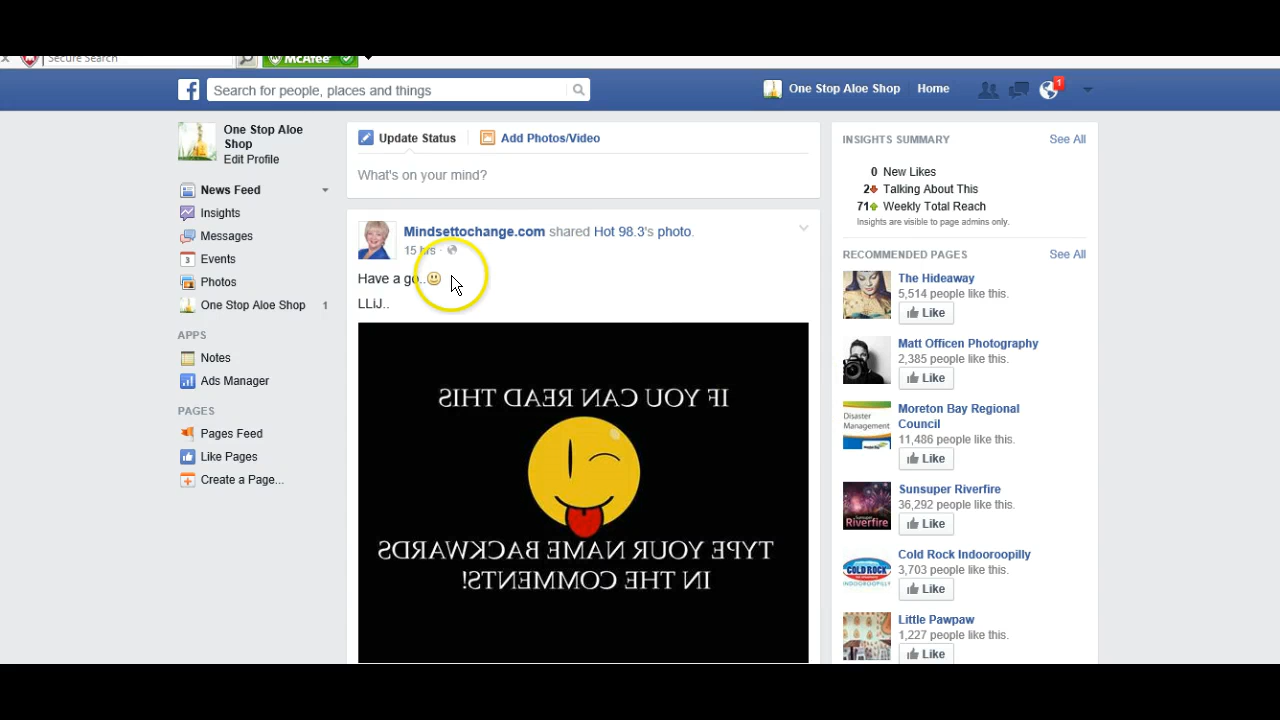 Secure Search
McAfee
Search for people, places and things
One Stop Aloe Shop
Home
1
One Stop Aloe
Shop
Edit Profile
News Feed
Insights
Messages
3
Events
Photos
One Stop Aloe Shop 1
APPS
Notes
Ads Manager
PAGES
Pages Feed
Like Pages
Create a Page...
Update Status
Add Photos/Video
What's on your mind?
Mindsettochange.com shared Hot 98.3's photo.
15 hrs ·
Have a go..
LLiJ..
IF YOU CAN READ THIS
TYPE YOUR NAME BACKWARDS
IN THE COMMENTS!
INSIGHTS SUMMARY See All
0 New Likes
2 Talking About This
71 Weekly Total Reach
Insights are visible to page admins only.
RECOMMENDED PAGES See All
The Hideaway
5,514 people like this.
Like
Matt Officen Photography
2,385 people like this.
Like
Disaster
Management
Moreton Bay Regional
Council
11,486 people like this.
Like
Sunsuper
Riverfire
Sunsuper Riverfire
36,292 people like this.
Like
COLD ROCK
INDOOROOPILLY
Cold Rock Indooroopilly
3,703 people like this.
Like
Little Pawpaw
1,227 people like this.
Like